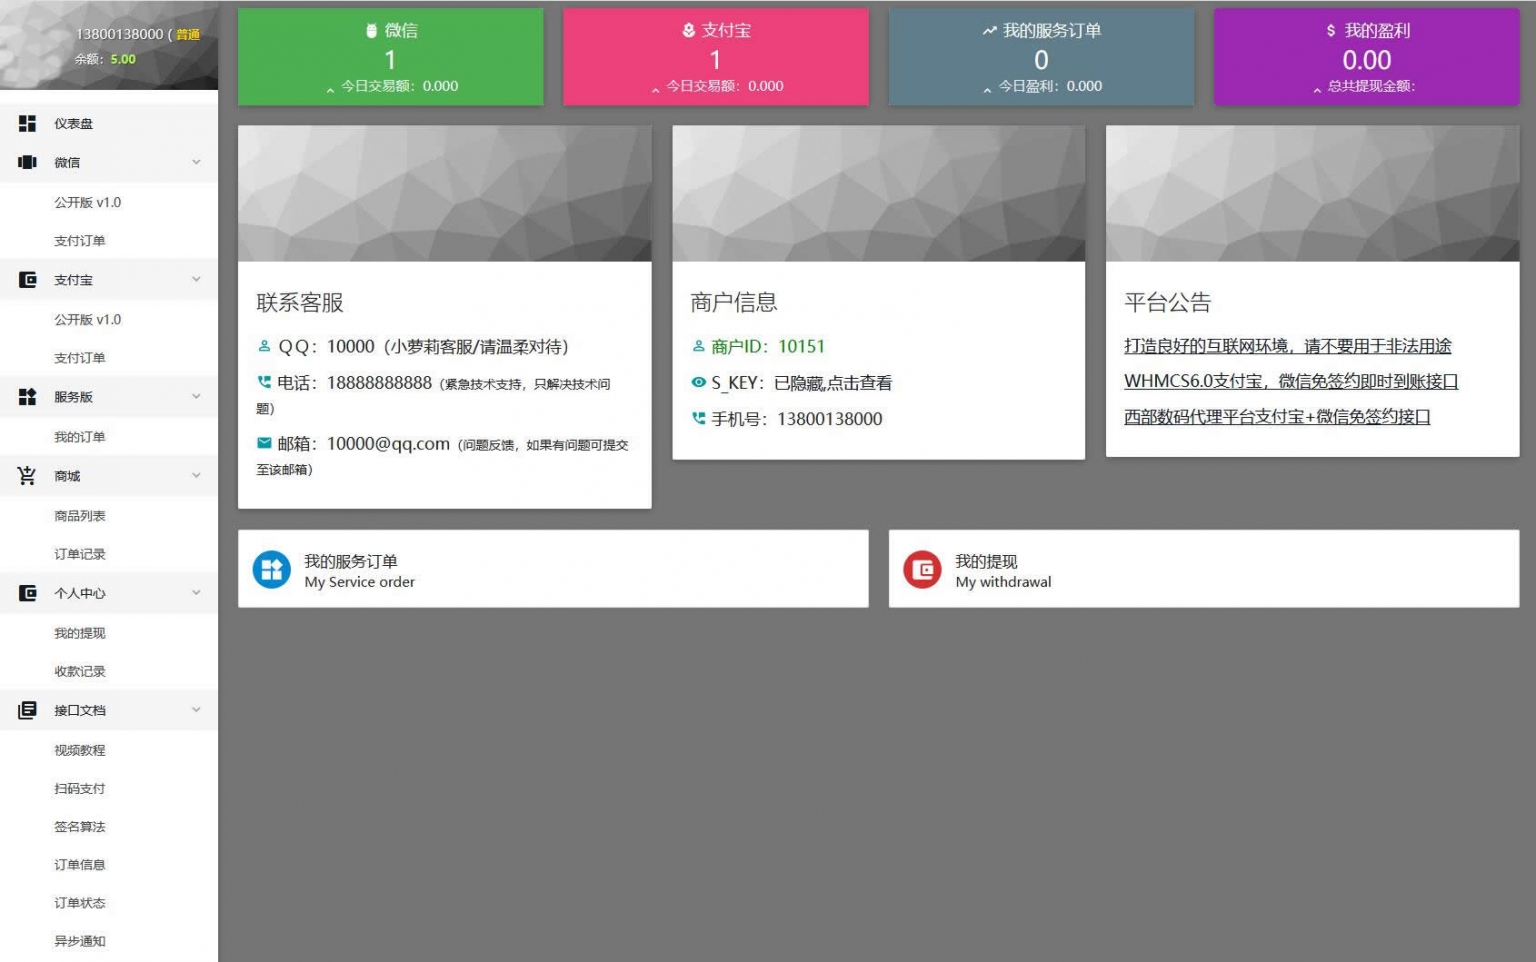 13800138000 ( 普通
余额：5.00
仪表盘
微信
公开版 v1.0
支付订单
支付宝
公开版 v1.0
支付订单
服务版
我的订单
商城
商品列表
订单记录
个人中心
我的提现
收款记录
接口文档
视频教程
扫码支付
签名算法
订单信息
订单状态
异步通知
微信
1
今日交易额：0.000
支付宝
1
今日交易额：0.000
我的服务订单
0
今日盈利：0.000
$ 我的盈利
0.00
总共提现金额：
联系客服
ＱＱ：10000（小萝莉客服/请温柔对待）
电话：18888888888（紧急技术支持，只解决技术问
题）
邮箱：10000@qq.com（问题反馈，如果有问题可提交
至该邮箱）
商户信息
商户ID：10151
S_KEY：已隐藏,点击查看
手机号：13800138000
平台公告
打造良好的互联网环境，请不要用于非法用途
WHMCS6.0支付宝，微信免签约即时到账接口
西部数码代理平台支付宝+微信免签约接口
我的服务订单
My Service order
我的提现
My withdrawal